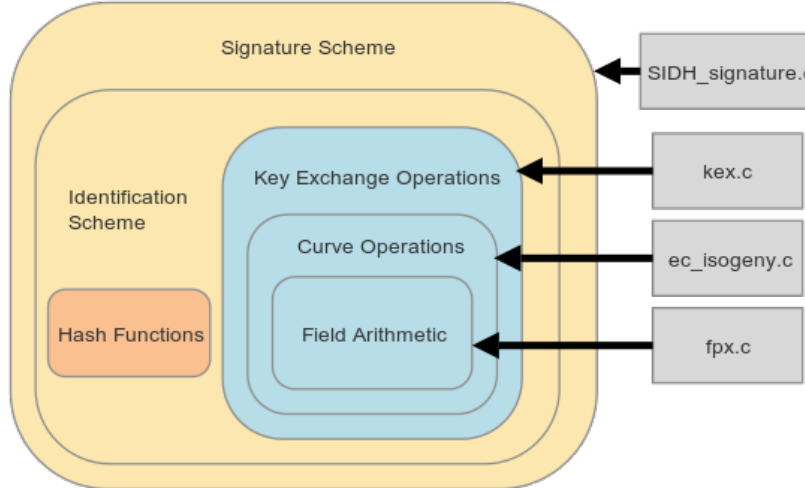 Signature Scheme
SIDH_signature.c
kex.c
Key Exchange Operations
Identification
Scheme
Curve Operations
ec_isogeny.c
Hash Functions
Field Arithmetic
fpx.c